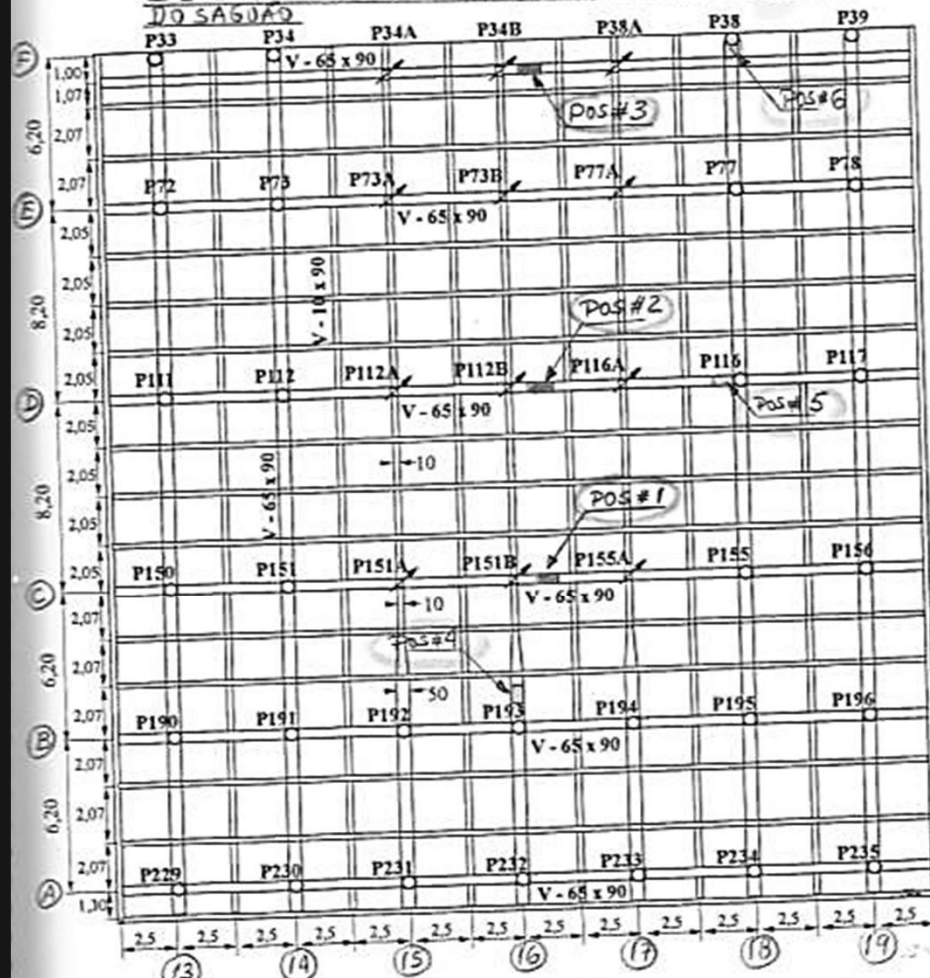 DO SAGUÃO
P33 P34 P34A P34B P38A P38 P39
F
V - 65 x 90
1,00
1,07
POS#3
POS#6
6,20
2,07
2,07
P72 P73 P73A P73B P77A P77 P78
E
V - 65 x 90
2,05
V - 10 x 90
2,05
8,20
POS#2
2,05
2,05
P111 P112 P112A P112B P116A P116 P117
D
V - 65 x 90
POS#5
2,05
10
2,05
V - 65 x 90
8,20
POS#1
2,05
2,05
P150 P151 P151A P151B P155A P155 P156
C
V - 65 x 90
10
2,07
POS#4
6,20
2,07
50
2,07
P190 P191 P192 P193 P194 P195 P196
B
V - 65 x 90
2,07
6,20
2,07
2,07
P229 P230 P231 P232 P233 P234 P235
A
V - 65 x 90
1,30
2,5 2,5 2,5 2,5 2,5 2,5 2,5 2,5 2,5 2,5 2,5 2,5 2,5 2,5
13 14 15 16 17 18 19